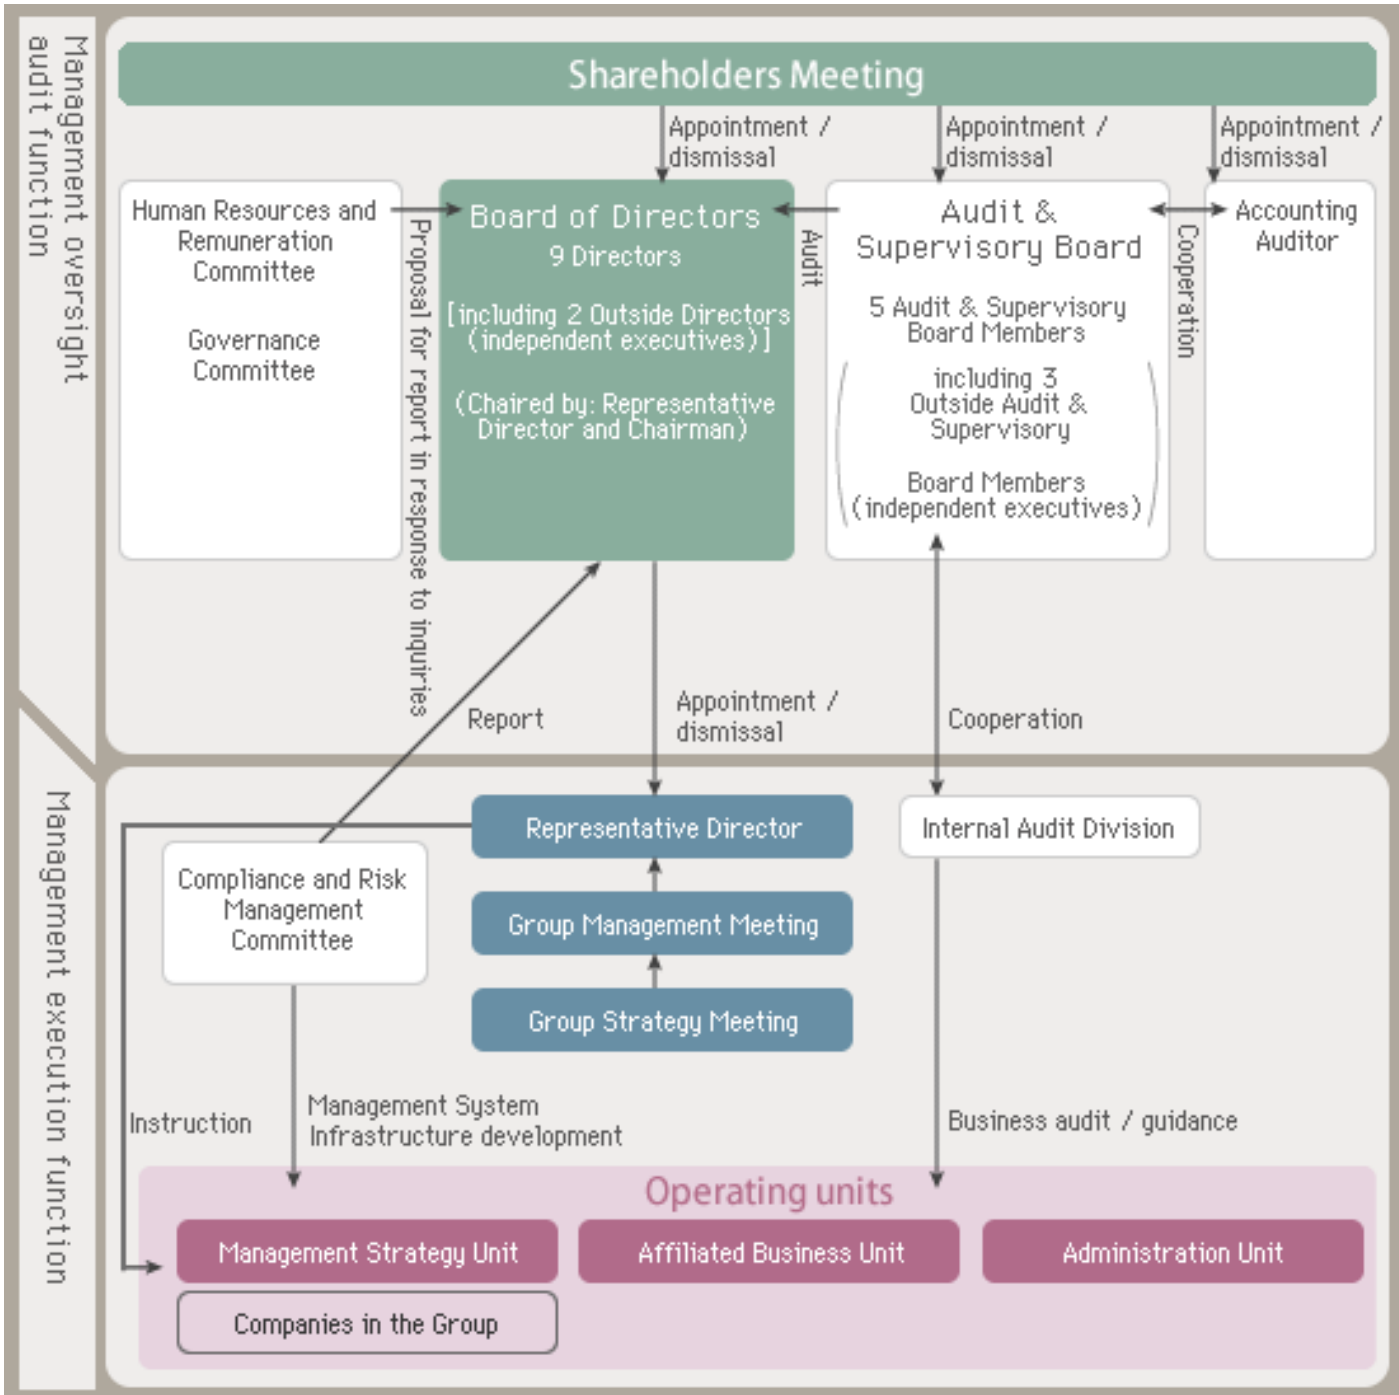 Management oversight
audit function
Shareholders Meeting
Appointment /
dismissal
Appointment /
dismissal
Appointment /
dismissal
Human Resources and
Remuneration
Committee
Governance
Committee
Proposal for report in response to inquiries
Board of Directors
9 Directors
[including 2 Outside Directors
(independent executives)]
(Chaired by: Representative
Director and Chairman)
Audit
Audit &
Supervisory Board
5 Audit & Supervisory
Board Members
including 3
Outside Audit &
Supervisory
Board Members
(independent executives)
Cooperation
Accounting
Auditor
Report
Appointment /
dismissal
Cooperation
Management execution function
Representative Director
Internal Audit Division
Compliance and Risk
Management
Committee
Group Management Meeting
Group Strategy Meeting
Instruction
Management System
Infrastructure development
Business audit / guidance
Operating units
Management Strategy Unit
Affiliated Business Unit
Administration Unit
Companies in the Group